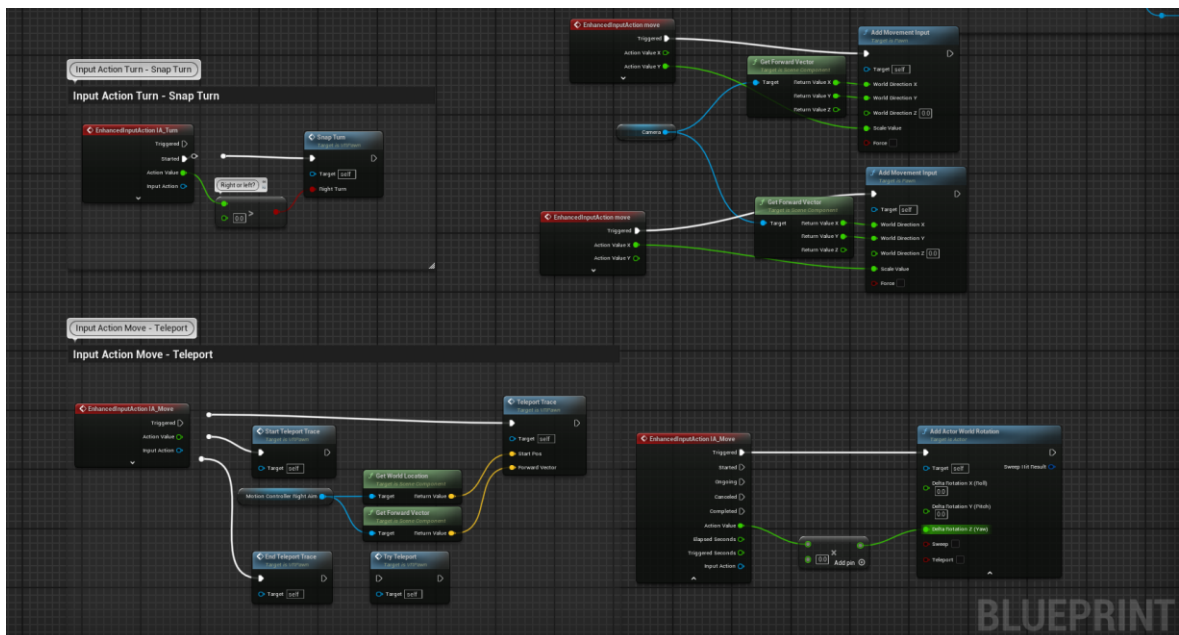 Input Action Turn - Snap Turn
Input Action Turn - Snap Turn
EnhancedInputAction IA_Turn
Triggered
Started
Action Value
Input Action
Right or left?
0.0 >
Snap Turn
Target is VRPawn
Target self
Right Turn
EnhancedInputAction move
Triggered
Action Value X
Action Value Y
Camera
Get Forward Vector
Target is Scene Component
Target Return Value X
Return Value Y
Return Value Z
Add Movement Input
Target is Pawn
Target self
World Direction X
World Direction Y
World Direction Z 0.0
Scale Value
Force
EnhancedInputAction move
Triggered
Action Value X
Action Value Y
Get Forward Vector
Target is Scene Component
Target Return Value X
Return Value Y
Return Value Z
Add Movement Input
Target is Pawn
Target self
World Direction X
World Direction Y
World Direction Z 0.0
Scale Value
Force
Input Action Move - Teleport
Input Action Move - Teleport
EnhancedInputAction IA_Move
Triggered
Action Value
Input Action
Start Teleport Trace
Target is VRPawn
Target self
Motion Controller Right Aim
Get World Location
Target is Scene Component
Target Return Value
Get Forward Vector
Target is Scene Component
Target Return Value
Teleport Trace
Target is VRPawn
Target self
Start Pos
Forward Vector
End Teleport Trace
Target is VRPawn
Target self
Try Teleport
Target is VRPawn
Target self
EnhancedInputAction IA_Move
Triggered
Started
Ongoing
Canceled
Completed
Action Value
Elapsed Seconds
Triggered Seconds
Input Action
0.0 × Add pin
Add Actor World Rotation
Target is Actor
Target self Sweep Hit Result
Delta Rotation X (Roll)
0.0
Delta Rotation Y (Pitch)
0.0
Delta Rotation Z (Yaw)
Sweep
Teleport
BLUEPRINT